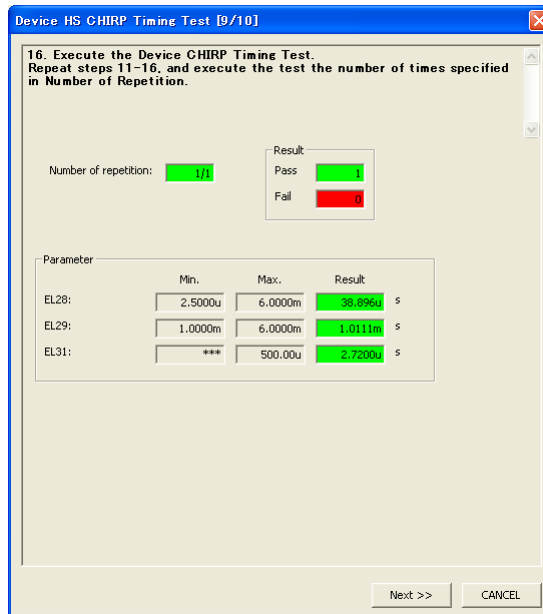 Device HS CHIRP Timing Test [9/10]
16. Execute the Device CHIRP Timing Test.
Repeat steps 11-16, and execute the test the number of times specified
in Number of Repetition.
Number of repetition: 1/1
Result
Pass 1
Fail 0
Parameter
Min. Max. Result
EL28: 2.5000u 6.0000m 38.896u s
EL29: 1.0000m 6.0000m 1.0111m s
EL31: *** 500.00u 2.7200u s
Next >> CANCEL